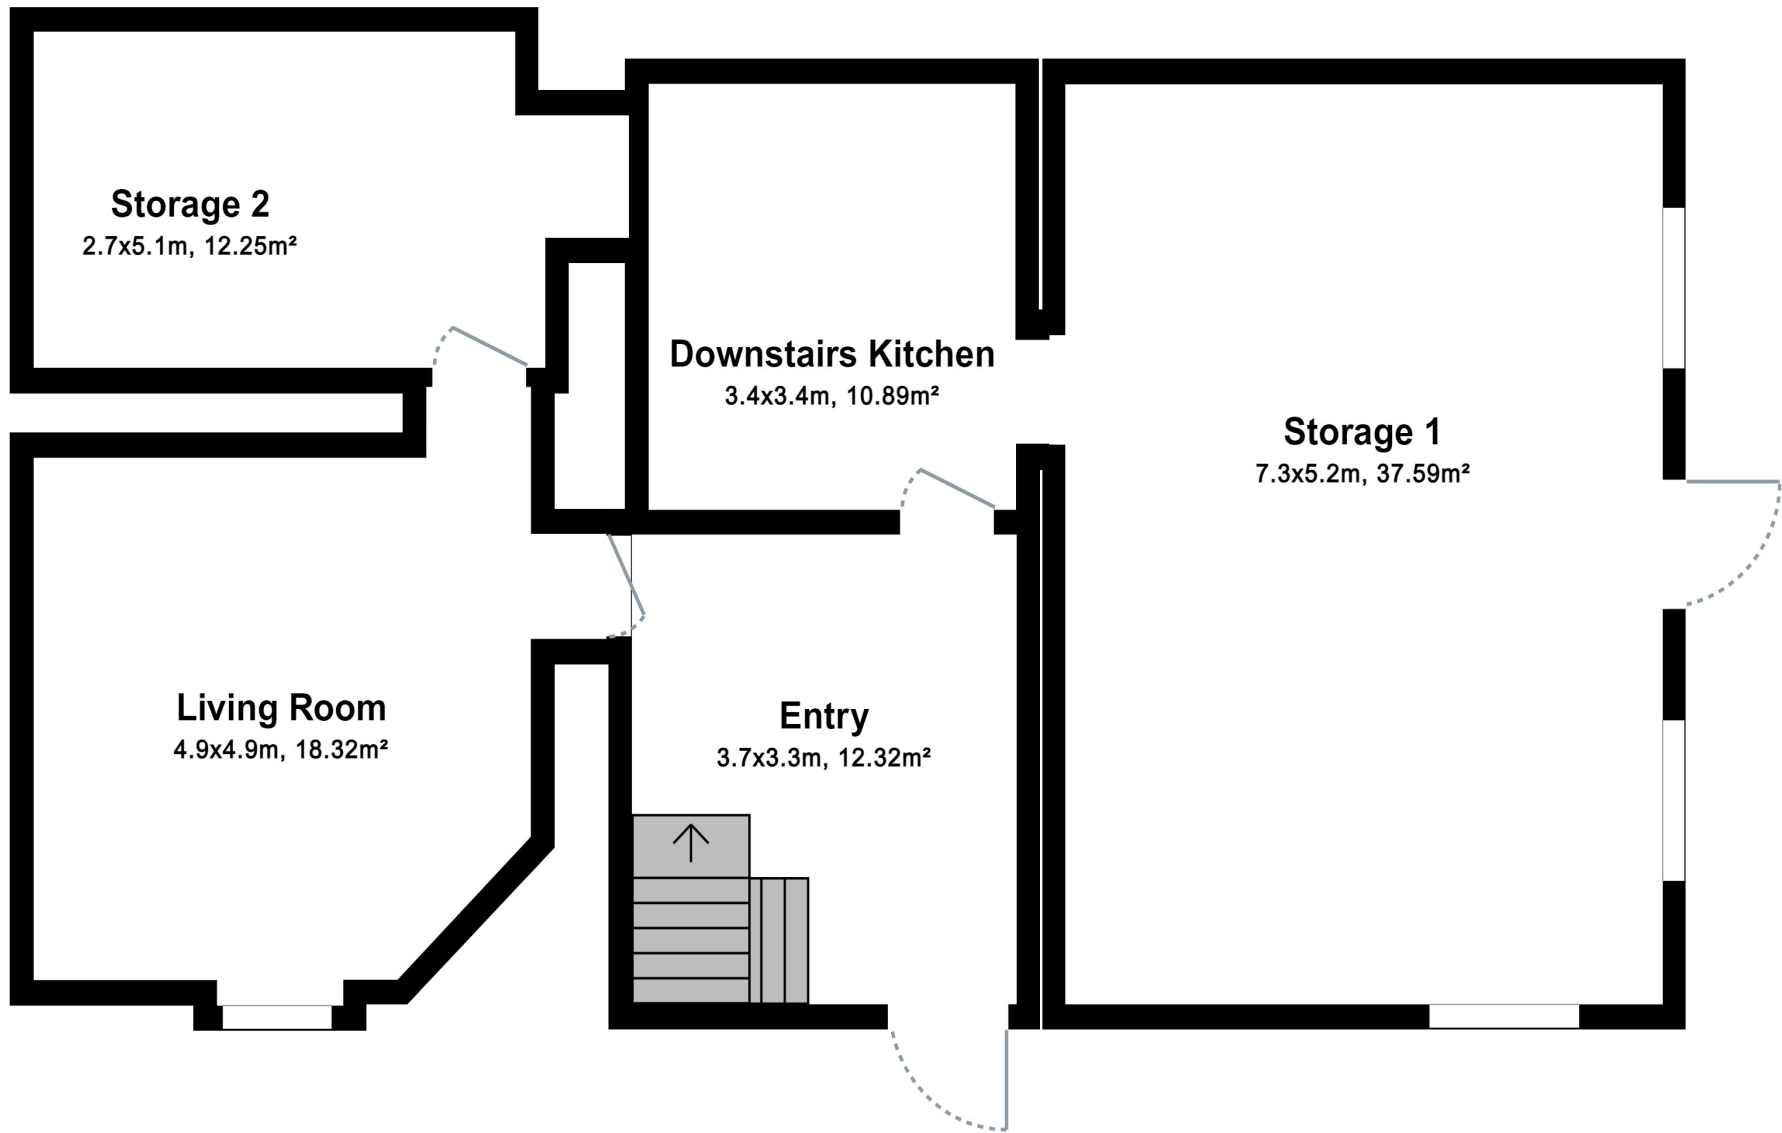 Storage 2
2.7x5.1m, 12.25m²
Downstairs Kitchen
3.4x3.4m, 10.89m²
Storage 1
7.3x5.2m, 37.59m²
Living Room
4.9x4.9m, 18.32m²
Entry
3.7x3.3m, 12.32m²